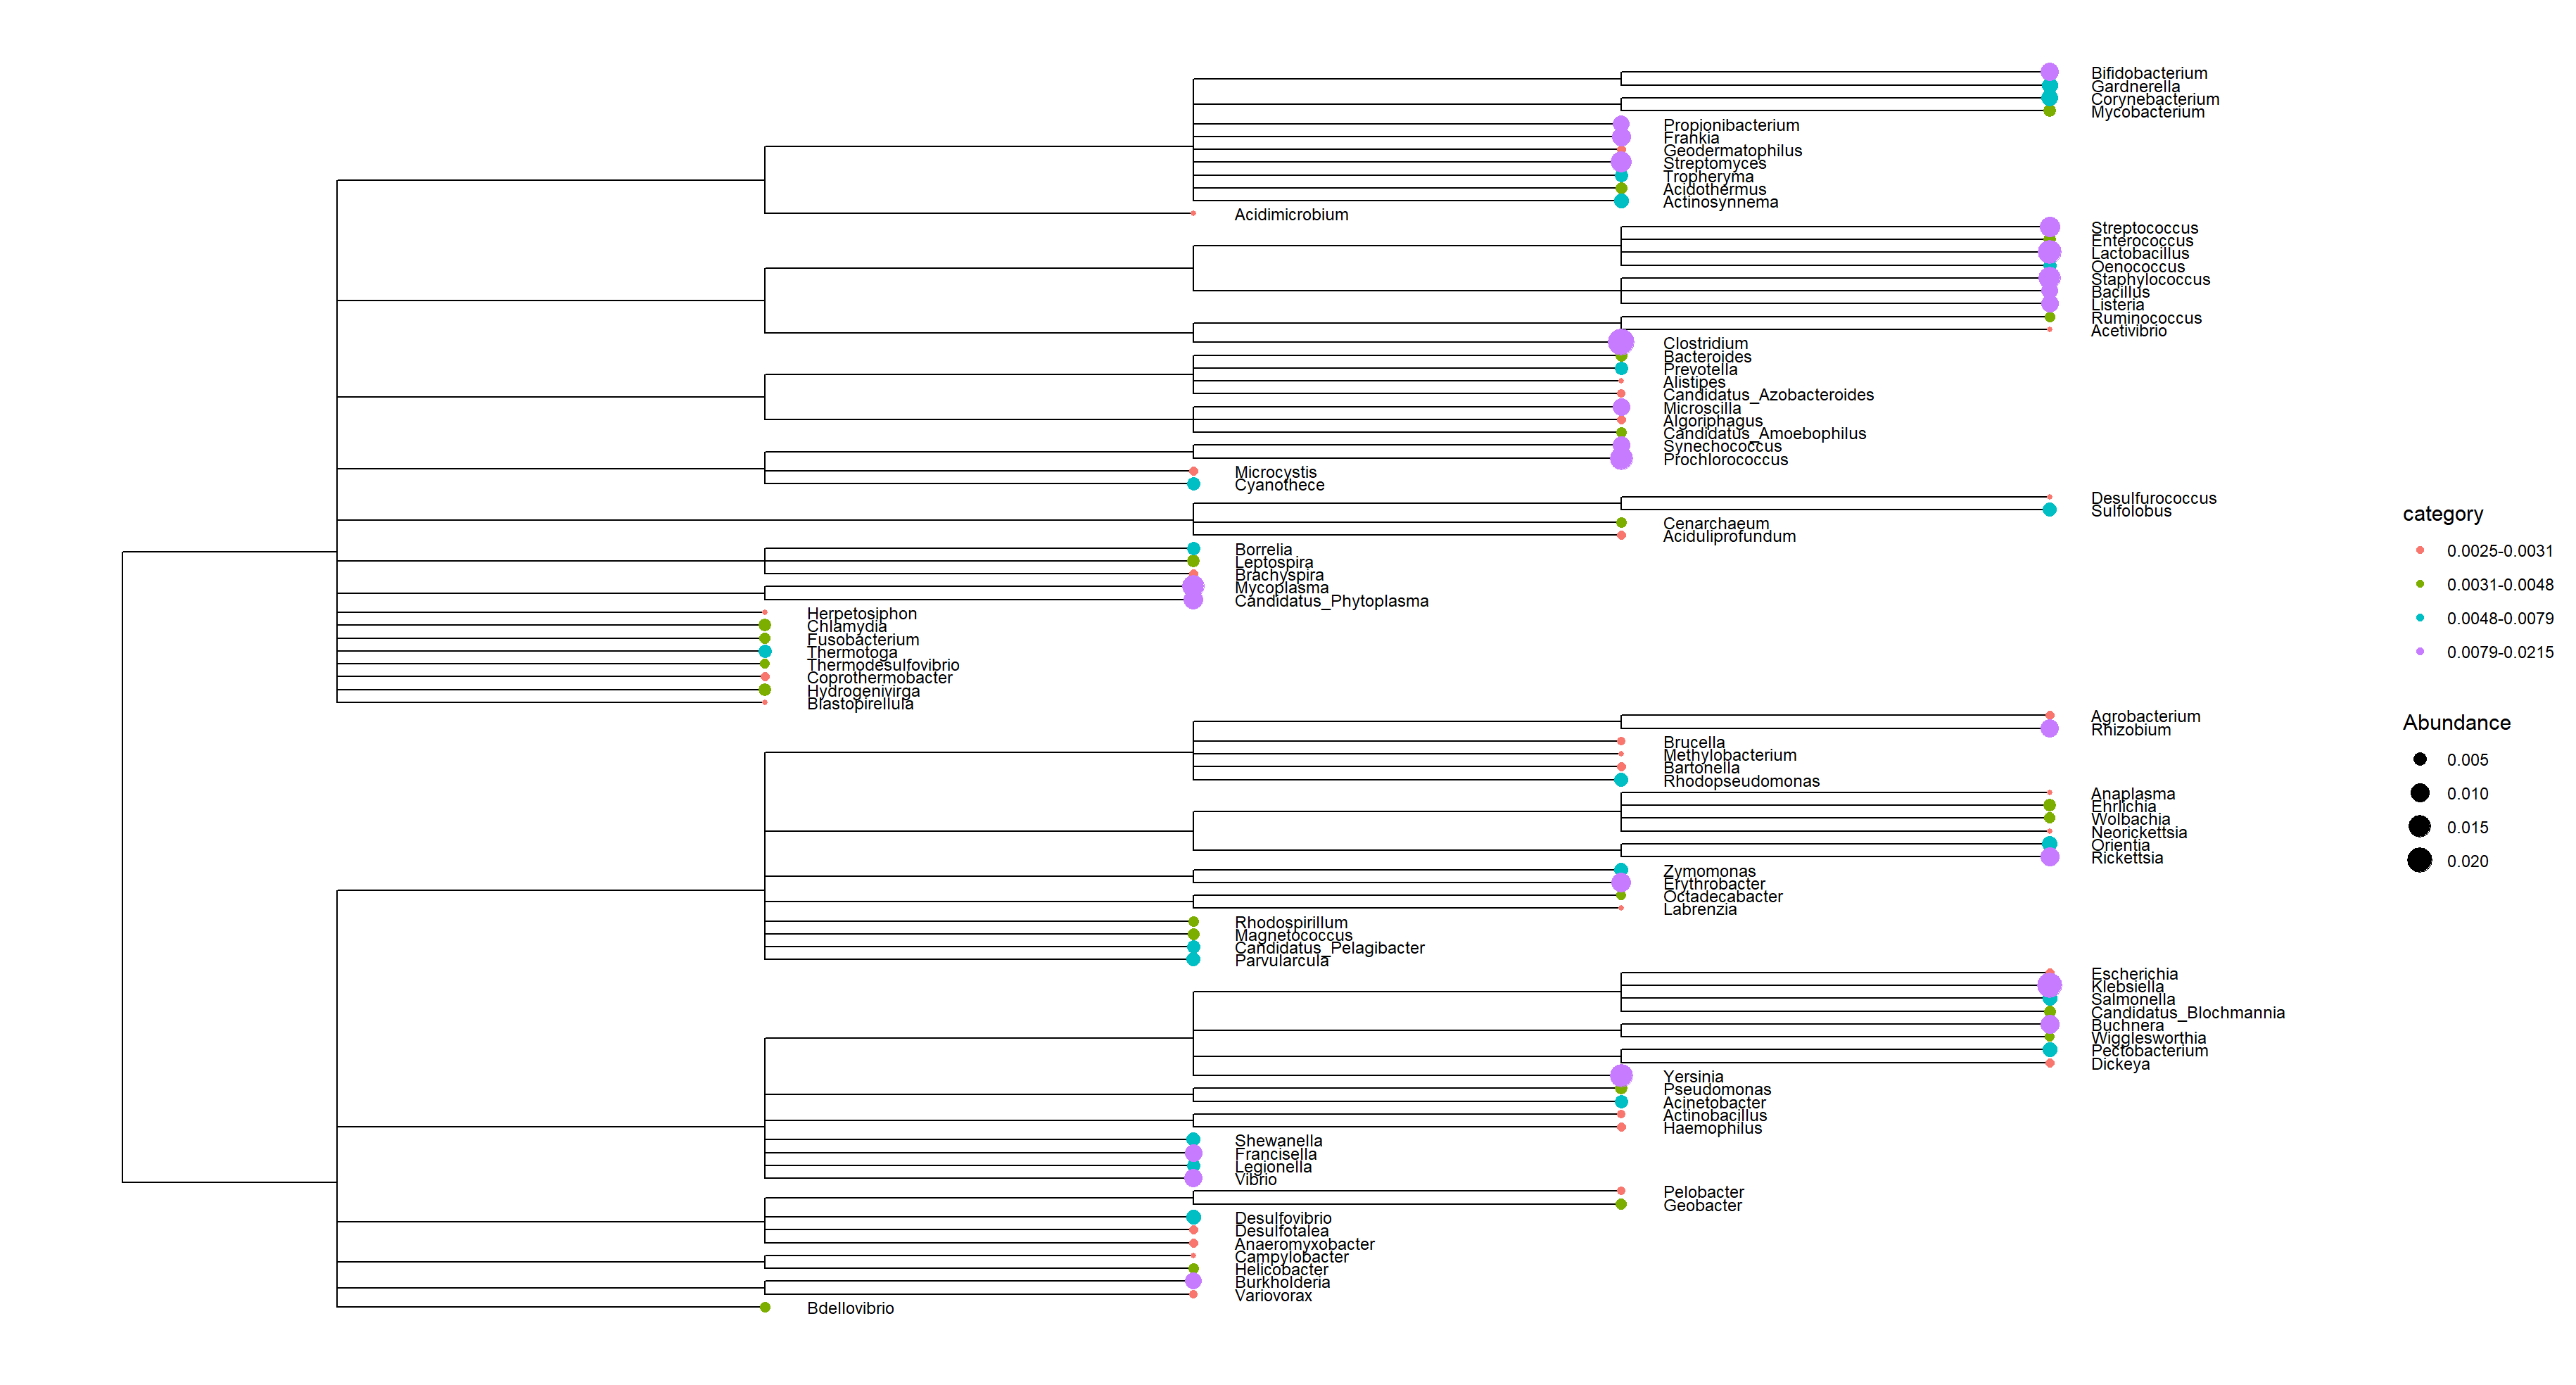 Bifidobacterium
Gardnerella
Corynebacterium
Mycobacterium
Propionibacterium
Frankia
Geodermatophilus
Streptomyces
Tropheryma
Acidothermus
Actinosynnema
Acidimicrobium
Streptococcus
Enterococcus
Lactobacillus
Oenococcus
Staphylococcus
Bacillus
Listeria
Ruminococcus
Acetivibrio
Clostridium
Bacteroides
Prevotella
Alistipes
Candidatus_Azobacteroides
Microscilla
Algoriphagus
Candidatus_Amoebophilus
Synechococcus
Prochlorococcus
Microcystis
Cyanothece
Desulfurococcus
Sulfolobus
Cenarchaeum
Aciduliprofundum
Borrelia
Leptospira
Brachyspira
Mycoplasma
Candidatus_Phytoplasma
Herpetosiphon
Chlamydia
Fusobacterium
Thermotoga
Thermodesulfovibrio
Coprothermobacter
Hydrogenivirga
Blastopirellula
Agrobacterium
Rhizobium
Brucella
Methylobacterium
Bartonella
Rhodopseudomonas
Anaplasma
Ehrlichia
Wolbachia
Neorickettsia
Orientia
Rickettsia
Zymomonas
Erythrobacter
Octadecabacter
Labrenzia
Rhodospirillum
Magnetococcus
Candidatus_Pelagibacter
Parvularcula
Escherichia
Klebsiella
Salmonella
Candidatus_Blochmannia
Buchnera
Wigglesworthia
Pectobacterium
Dickeya
Yersinia
Pseudomonas
Acinetobacter
Actinobacillus
Haemophilus
Shewanella
Francisella
Legionella
Vibrio
Pelobacter
Geobacter
Desulfovibrio
Desulfotalea
Anaeromyxobacter
Campylobacter
Helicobacter
Burkholderia
Variovorax
Bdellovibrio
category
0.0025-0.0031
0.0031-0.0048
0.0048-0.0079
0.0079-0.0215
Abundance
0.005
0.010
0.015
0.020